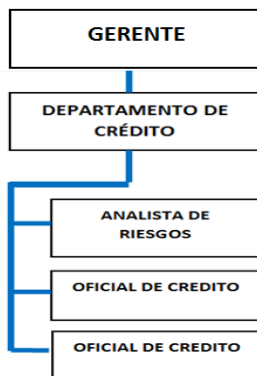 GERENTE
DEPARTAMENTO DE
CRÉDITO
ANALISTA DE
RIESGOS
OFICIAL DE CREDITO
OFICIAL DE CREDITO